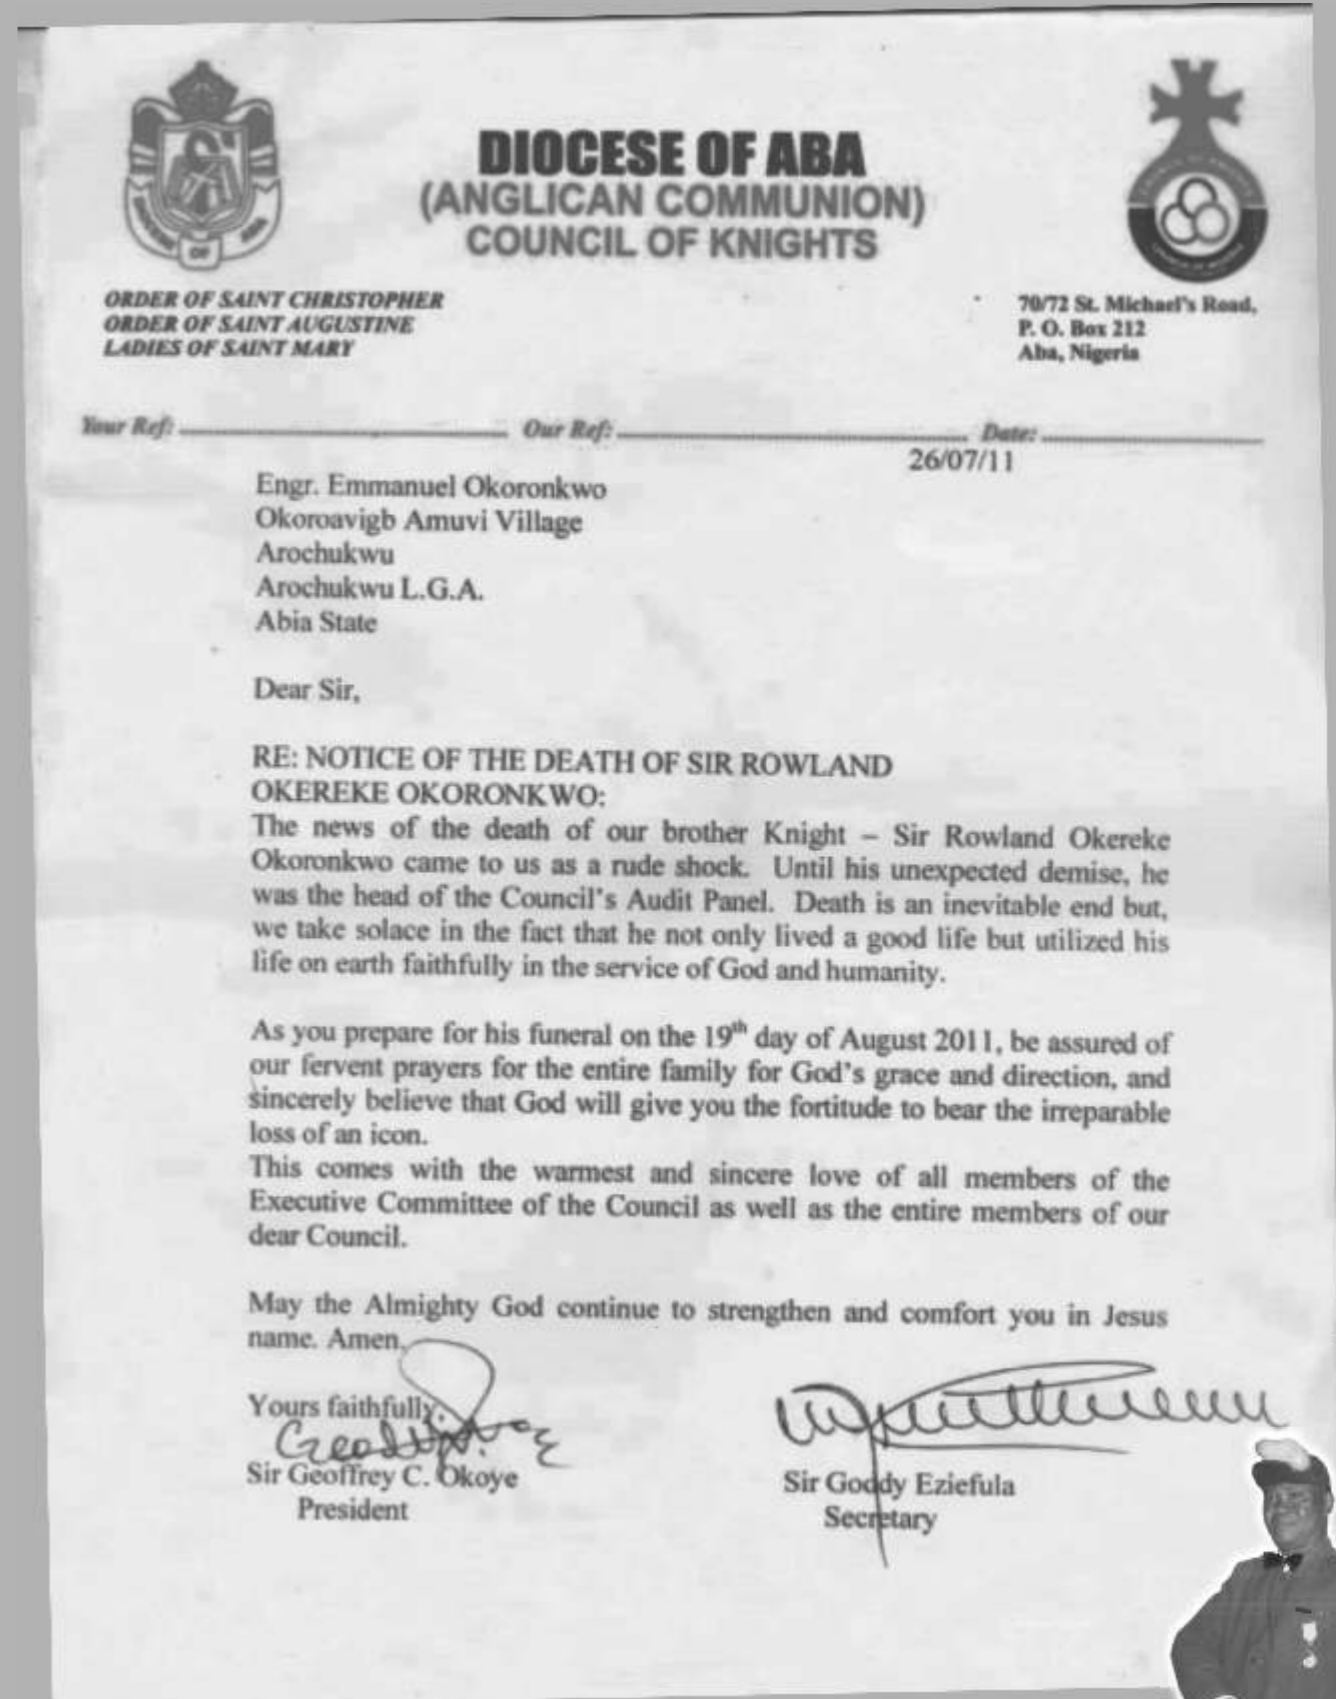 DIOCESE OF ABA
(ANGLICAN COMMUNION)
COUNCIL OF KNIGHTS
DIOCESE OF ABA
ORDER OF SAINT CHRISTOPHER
ORDER OF SAINT AUGUSTINE
LADIES OF SAINT MARY
70/72 St. Michael's Road,
P. O. Box 212
Aba, Nigeria
Your Ref: Our Ref: Date:
26/07/11
Engr. Emmanuel Okoronkwo
Okoroavigb Amuvi Village
Arochukwu
Arochukwu L.G.A.
Abia State
Dear Sir,
RE: NOTICE OF THE DEATH OF SIR ROWLAND
OKEREKE OKORONKWO:
The news of the death of our brother Knight – Sir Rowland Okereke
Okoronkwo came to us as a rude shock. Until his unexpected demise, he
was the head of the Council's Audit Panel. Death is an inevitable end but,
we take solace in the fact that he not only lived a good life but utilized his
life on earth faithfully in the service of God and humanity.
As you prepare for his funeral on the 19th day of August 2011, be assured of
our fervent prayers for the entire family for God's grace and direction, and
sincerely believe that God will give you the fortitude to bear the irreparable
loss of an icon.
This comes with the warmest and sincere love of all members of the
Executive Committee of the Council as well as the entire members of our
dear Council.
May the Almighty God continue to strengthen and comfort you in Jesus
name. Amen.
Yours faithfully,
Sir Geoffrey C. Okoye
President
Sir Goddy Eziefula
Secretary